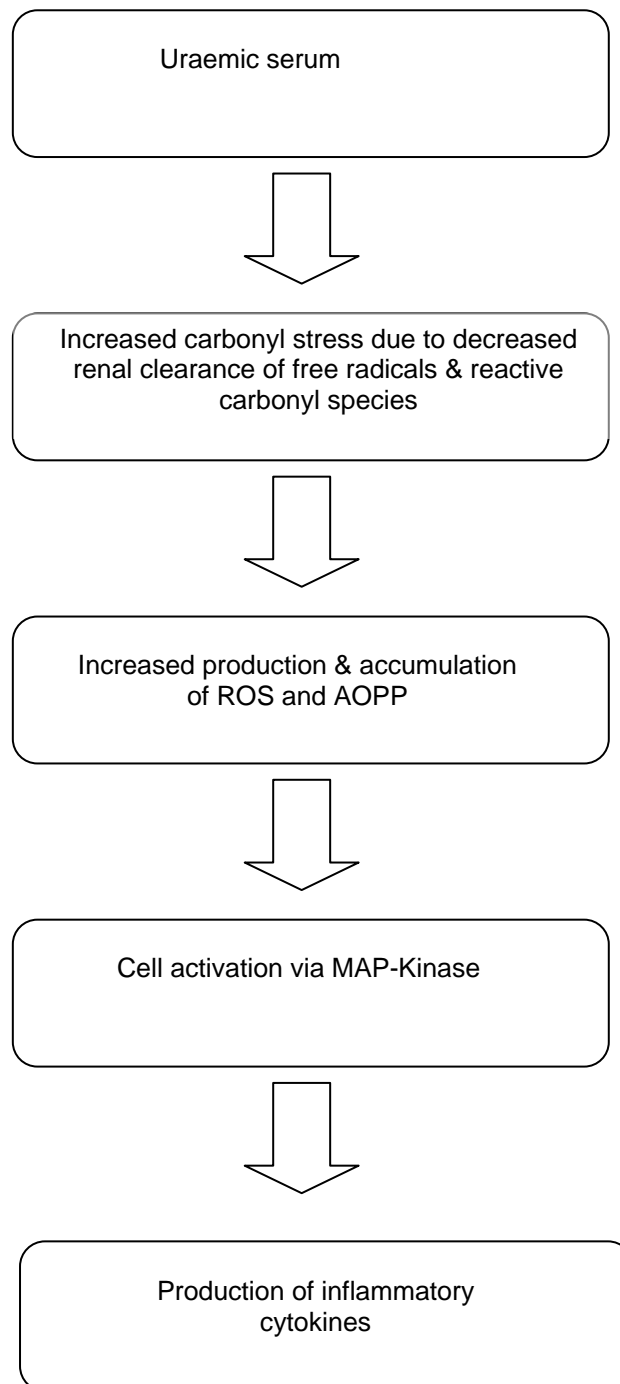 Uraemic serum
Increased carbonyl stress due to decreased
renal clearance of free radicals & reactive
carbonyl species
Increased production & accumulation
of ROS and AOPP
Cell activation via MAP-Kinase
Production of inflammatory
cytokines